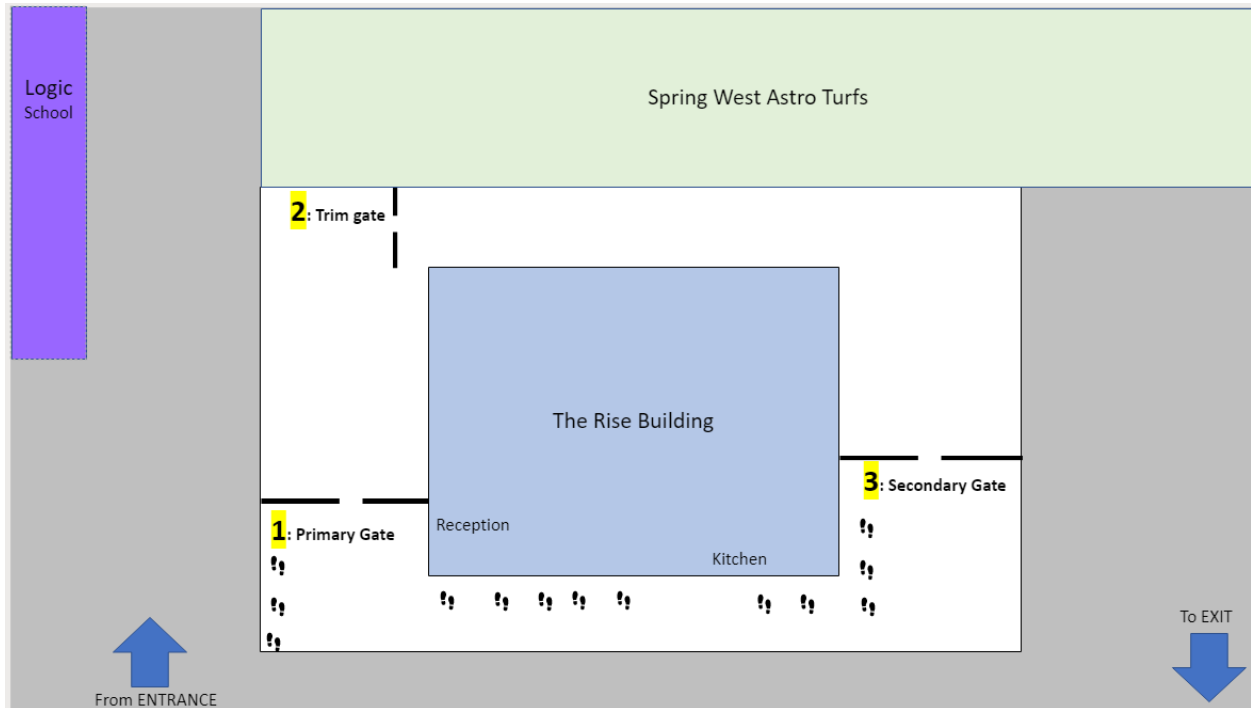 Logic
School
Spring West Astro Turfs
2: Trim gate
The Rise Building
3: Secondary Gate
1: Primary Gate
Reception
Kitchen
To EXIT
From ENTRANCE